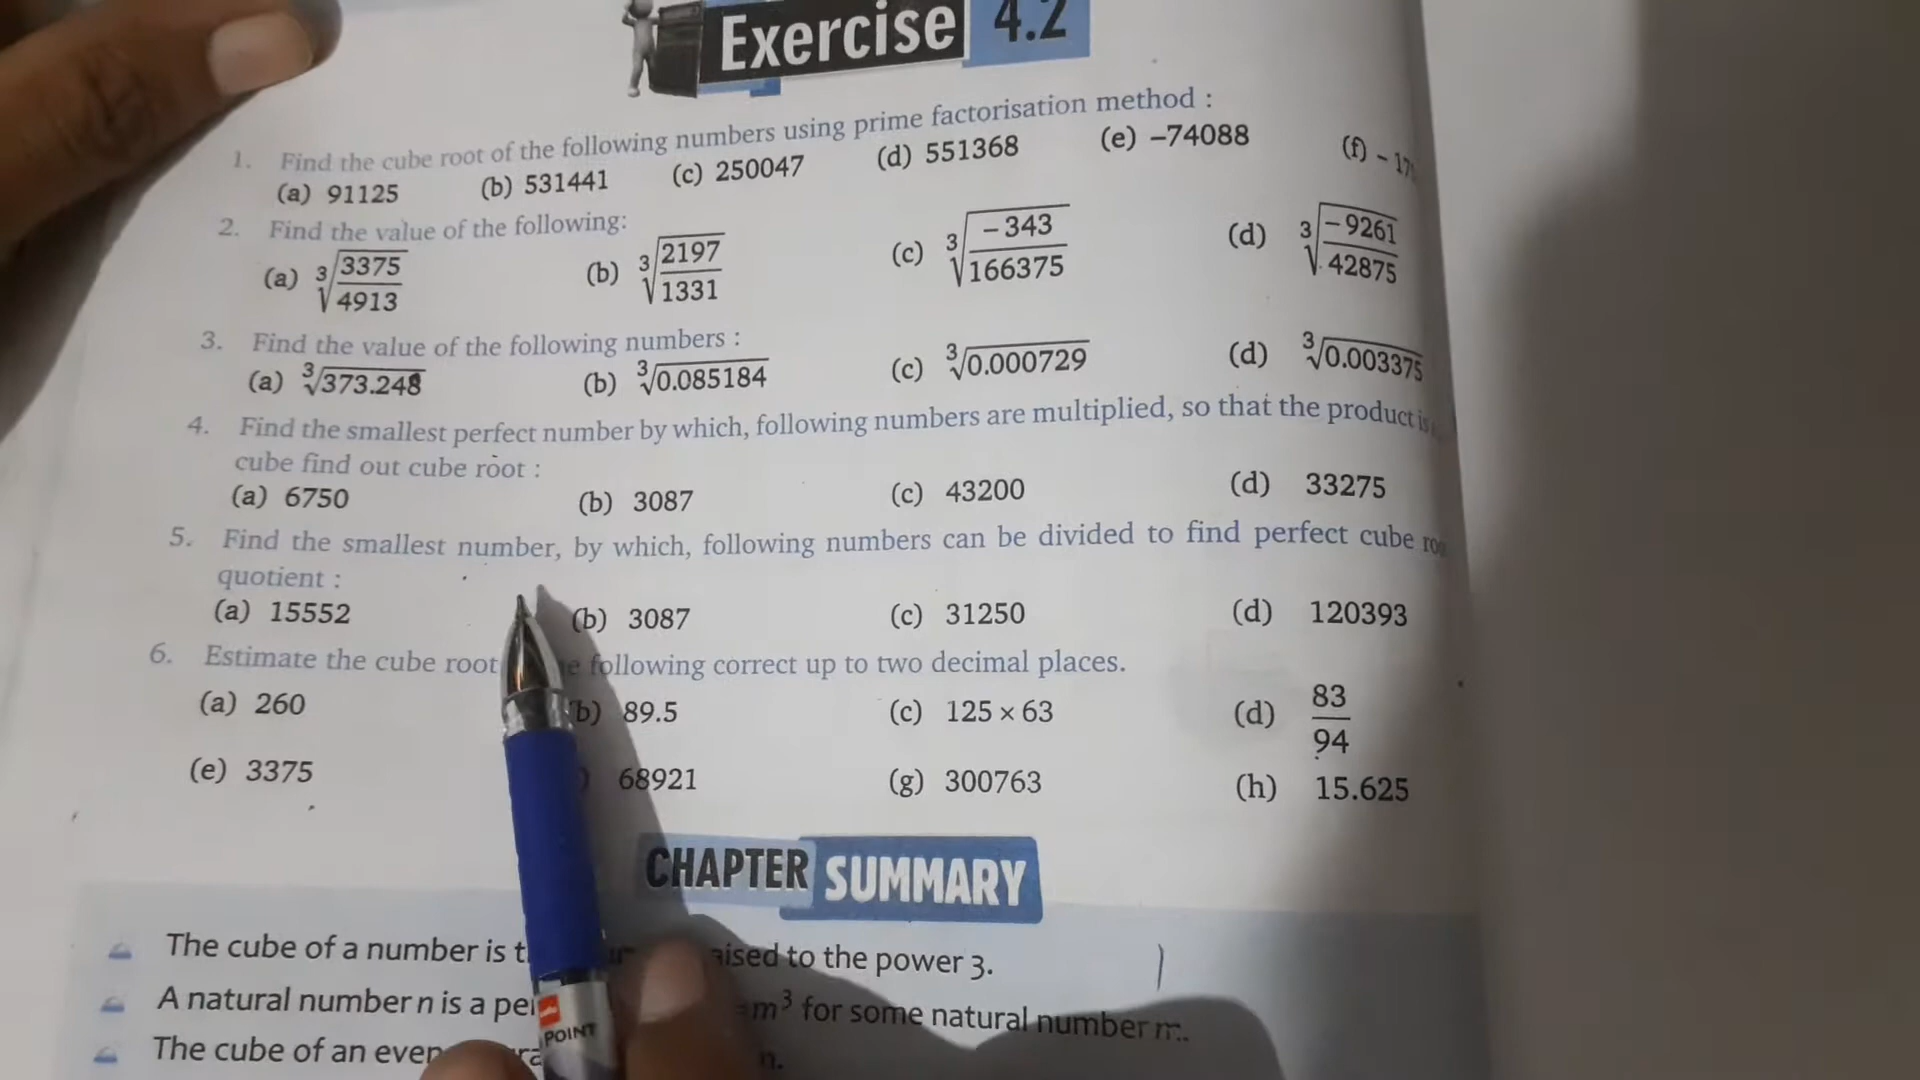 Exercise 4.2
1. Find the cube root of the following numbers using prime factorisation method :
(a) 91125 (b) 531441 (c) 250047 (d) 551368 (e) –74088 (f) – 17
2. Find the value of the following:
(a) ∛(3375/4913) (b) ∛(2197/1331) (c) ∛(–343/166375) (d) ∛(–9261/42875)
3. Find the value of the following numbers :
(a) ∛373.248 (b) ∛0.085184 (c) ∛0.000729 (d) ∛0.003375
4. Find the smallest perfect number by which, following numbers are multiplied, so that the product is
cube find out cube root :
(a) 6750 (b) 3087 (c) 43200 (d) 33275
5. Find the smallest number, by which, following numbers can be divided to find perfect cube
quotient :
(a) 15552 (b) 3087 (c) 31250 (d) 120393
6. Estimate the cube root following correct up to two decimal places.
(a) 260 (b) 89.5 (c) 125 × 63 (d) 83/94
(e) 3375 68921 (g) 300763 (h) 15.625
CHAPTER SUMMARY
The cube of a number is raised to the power 3.
A natural number n is a m³ for some natural number m.
The cube of an even
POINT